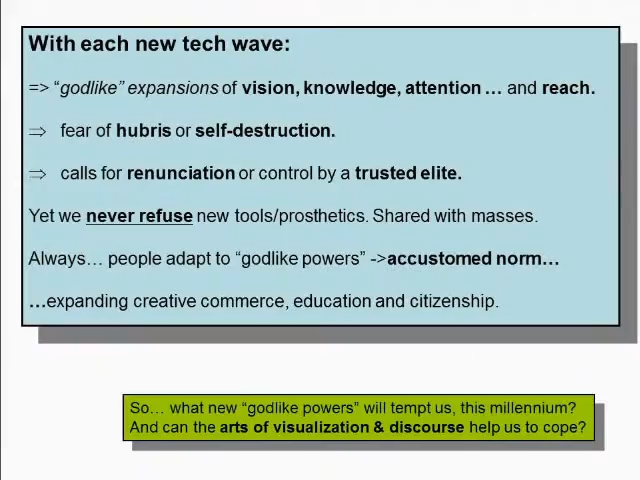 With each new tech wave:
=> “godlike” expansions of vision, knowledge, attention … and reach.
⇒ fear of hubris or self-destruction.
⇒ calls for renunciation or control by a trusted elite.
Yet we never refuse new tools/prosthetics. Shared with masses.
Always… people adapt to “godlike powers” ->accustomed norm…
…expanding creative commerce, education and citizenship.
So… what new “godlike powers” will tempt us, this millennium?
And can the arts of visualization & discourse help us to cope?